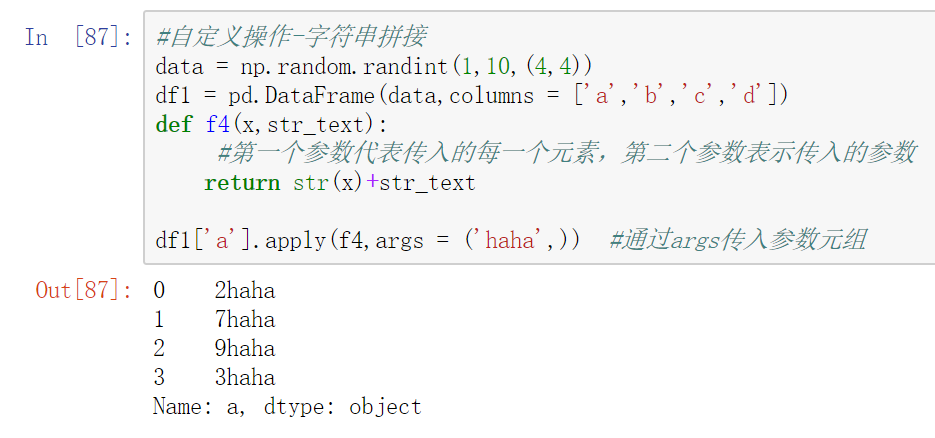 In [87]: #自定义操作-字符串拼接
data = np.random.randint(1,10,(4,4))
df1 = pd.DataFrame(data,columns = ['a','b','c','d'])
def f4(x,str_text):
     #第一个参数代表传入的每一个元素，第二个参数表示传入的参数
    return str(x)+str_text

df1['a'].apply(f4,args = ('haha',))  #通过args传入参数元组
Out[87]: 0    2haha
1    7haha
2    9haha
3    3haha
Name: a, dtype: object